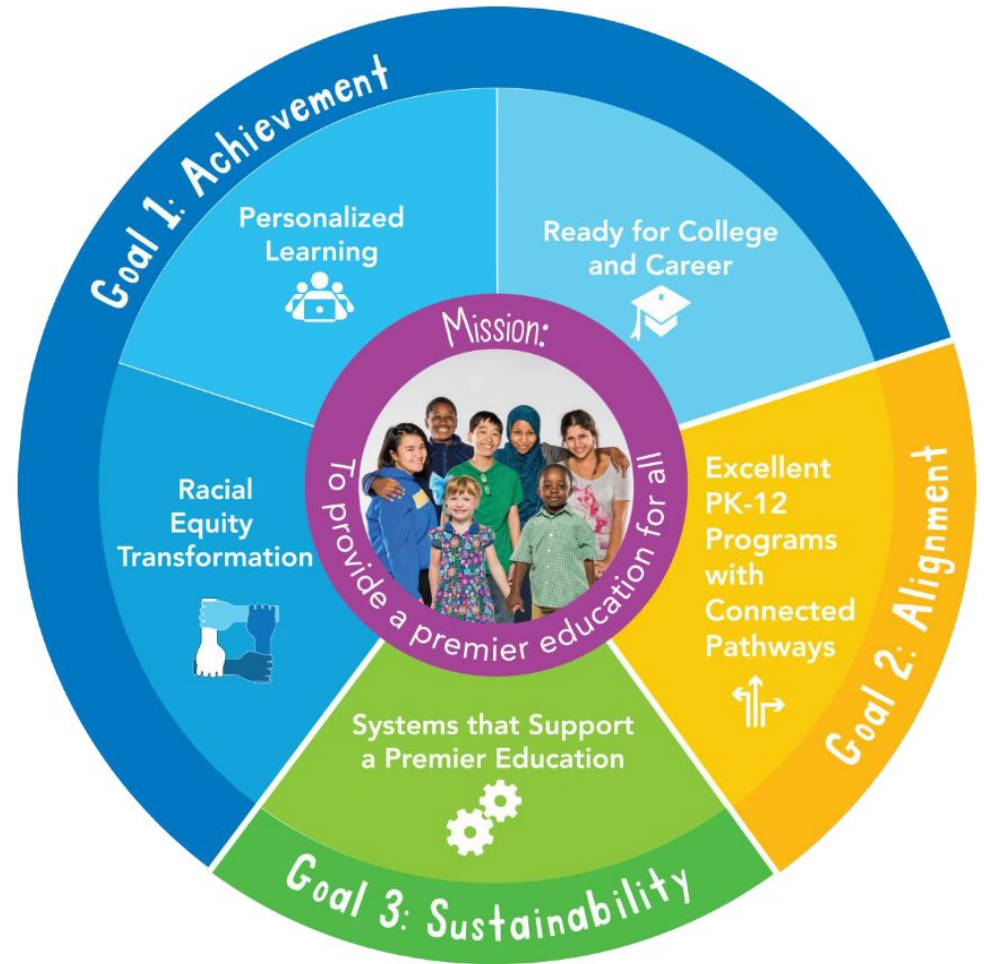 Goal 1: Achievement
Personalized
Learning
Ready for College
and Career
Mission:
To provide a premier education for all
Racial
Equity
Transformation
Excellent
PK-12
Programs
with
Connected
Pathways
Goal 2: Alignment
Systems that Support
a Premier Education
Goal 3: Sustainability